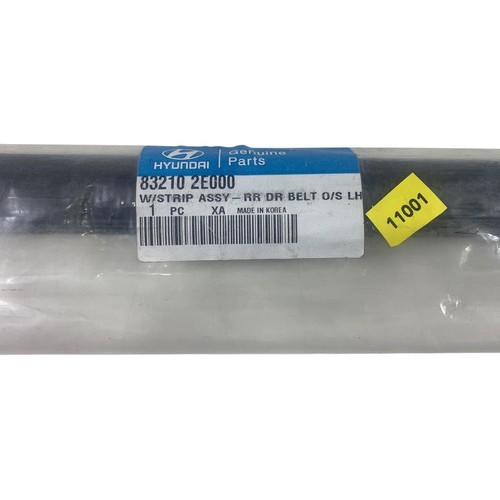 HYUNDAI
Genuine
Parts
83210 2E000
W/STRIP ASSY-RR DR BELT O/S LH
1 PC XA MADE IN KOREA
11001